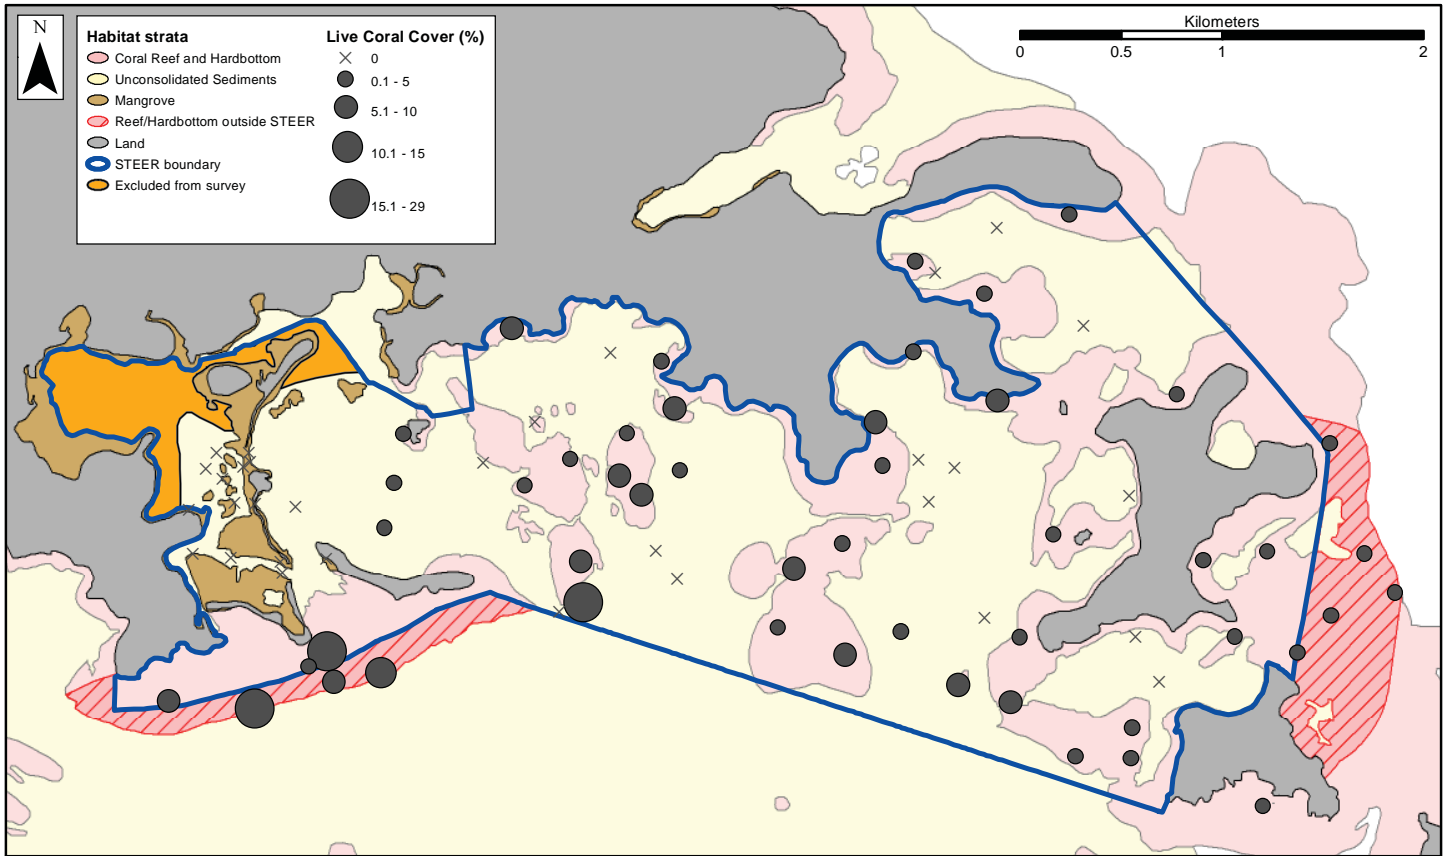 N
Habitat strata
Coral Reef and Hardbottom
Unconsolidated Sediments
Mangrove
Reef/Hardbottom outside STEER
Land
STEER boundary
Excluded from survey
Live Coral Cover (%)
0
0.1 - 5
5.1 - 10
10.1 - 15
15.1 - 29
Kilometers
0 0.5 1 2